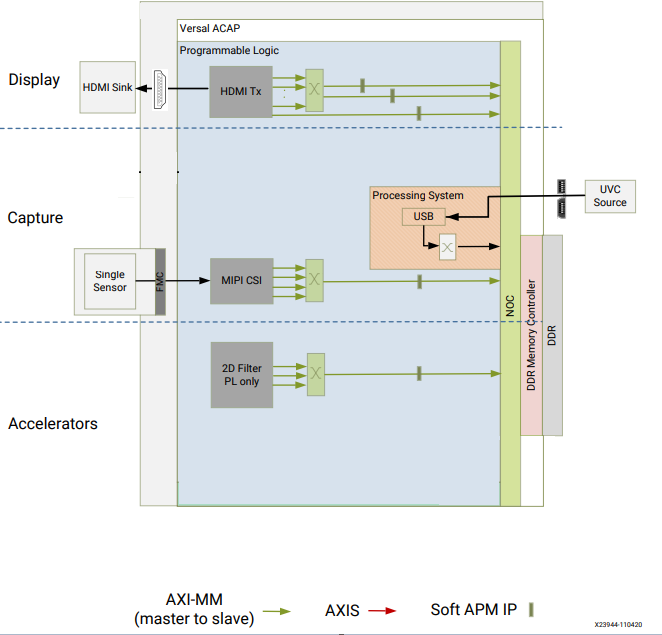 Versal ACAP
Programmable Logic
Display
HDMI Sink
HDMI Tx
Processing System
UVC
Source
USB
Capture
Single
Sensor
FMC
MIPI CSI
NOC
DDR Memory Controller
DDR
2D Filter
PL only
Accelerators
AXI-MM
(master to slave)
AXIS
Soft APM IP
X23944-110420